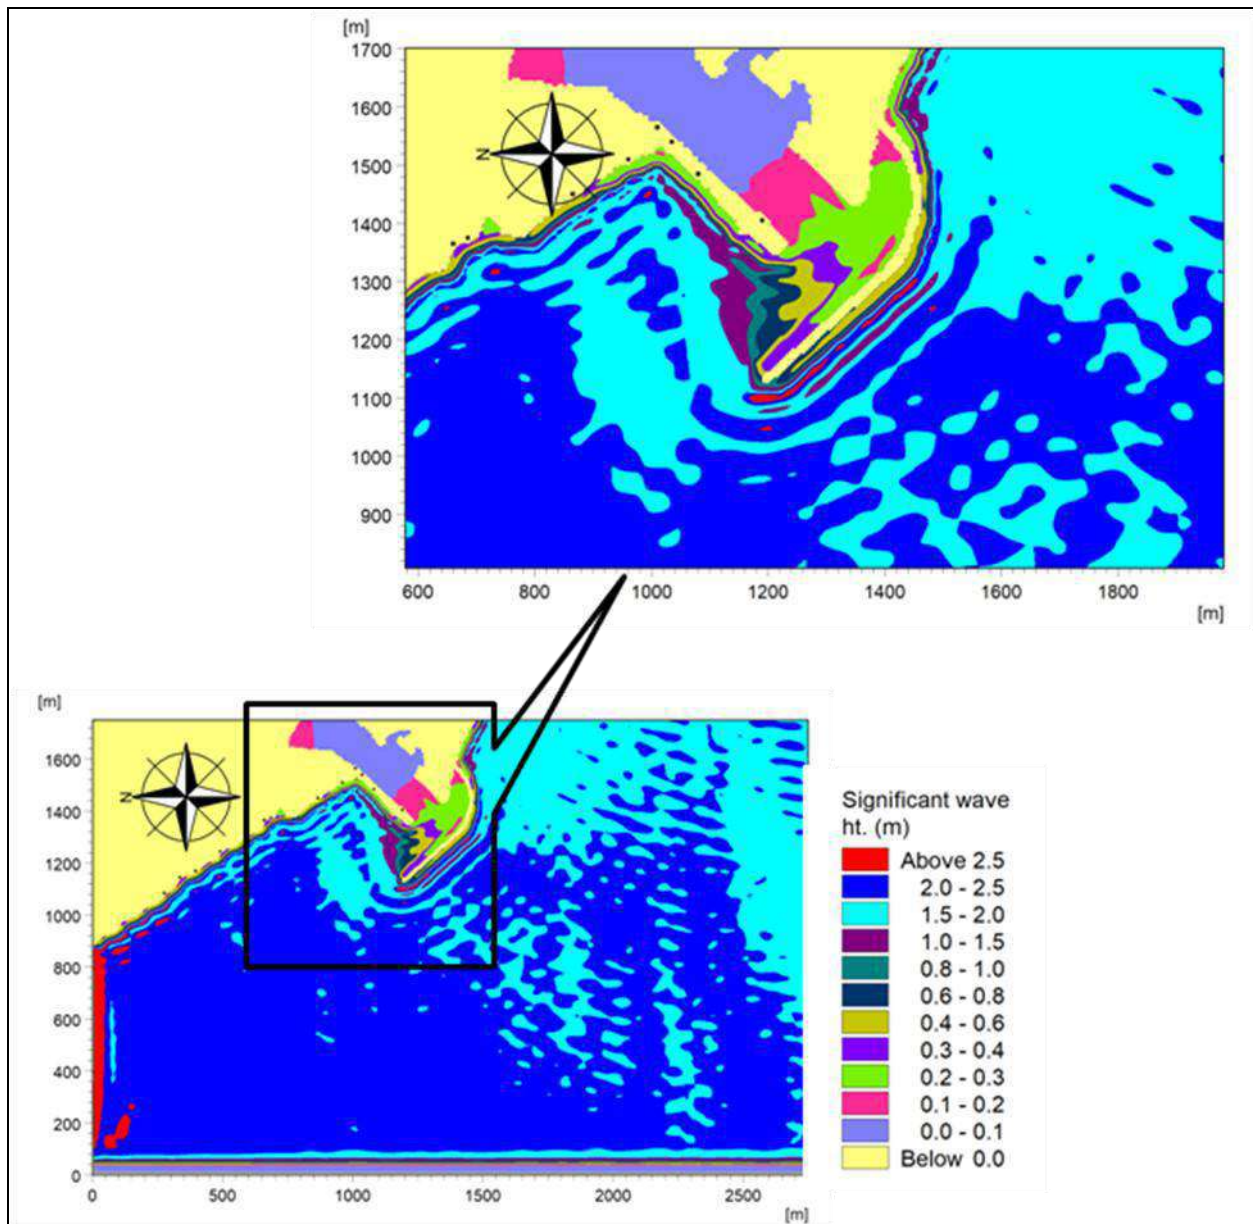 [m]
1700
1600
1500
1400
1300
1200
1100
1000
900
600 800 1000 1200 1400 1600 1800
[m]
N
[m]
1600
1400
1200
1000
800
600
400
200
0
0 500 1000 1500 2000 2500
[m]
N
Significant wave
ht. (m)
Above 2.5
2.0 - 2.5
1.5 - 2.0
1.0 - 1.5
0.8 - 1.0
0.6 - 0.8
0.4 - 0.6
0.3 - 0.4
0.2 - 0.3
0.1 - 0.2
0.0 - 0.1
Below 0.0